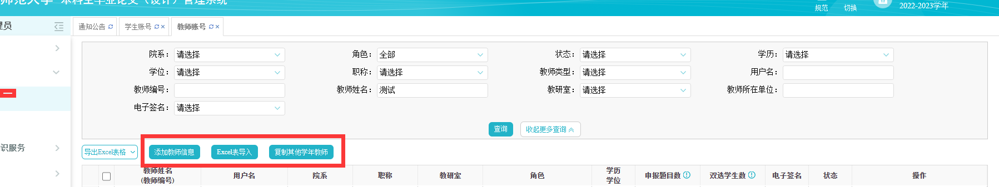 师范大学 本科生毕业论文（设计）管理系统
规范 切换 2022-2023学年
理员
通知公告 学生账号 教师账号
院系： 请选择 角色： 全部 状态： 请选择 学历： 请选择
学位： 请选择 职称： 请选择 教师类型： 请选择 用户名：
教师编号： 教师姓名： 测试 教研室： 请选择 教师所在单位：
电子签名： 请选择
查询 收起更多查询
识服务
导出Excel表格 添加教师信息 Excel表导入 复制其他学年教师
教师姓名
(教师编号) 用户名 院系 职称 教研室 角色 学历
学位 申报题目数 双选学生数 电子签名 状态 操作